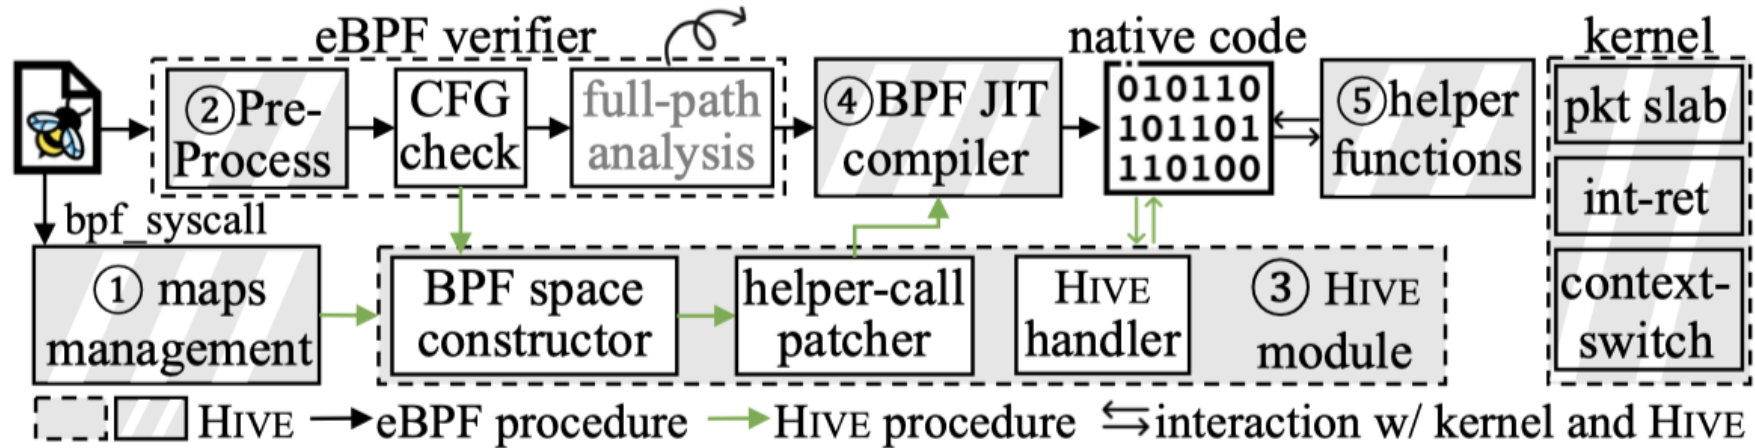 eBPF verifier
native code
kernel
②Pre-
Process
CFG
check
full-path
analysis
④BPF JIT
compiler
010110
101101
110100
⑤helper
functions
pkt slab
int-ret
context-
switch
bpf_syscall
① maps
management
BPF space
constructor
helper-call
patcher
HIVE
handler
③ HIVE
module
HIVE
eBPF procedure
HIVE procedure
interaction w/ kernel and HIVE